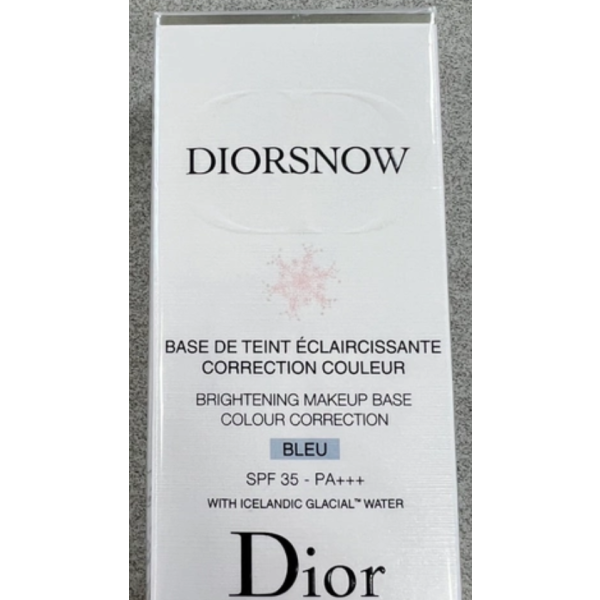 DIORSNOW
BASE DE TEINT ÉCLAIRCISSANTE
CORRECTION COULEUR
BRIGHTENING MAKEUP BASE
COLOUR CORRECTION
BLEU
SPF 35 - PA+++
WITH ICELANDIC GLACIAL™ WATER
Dior